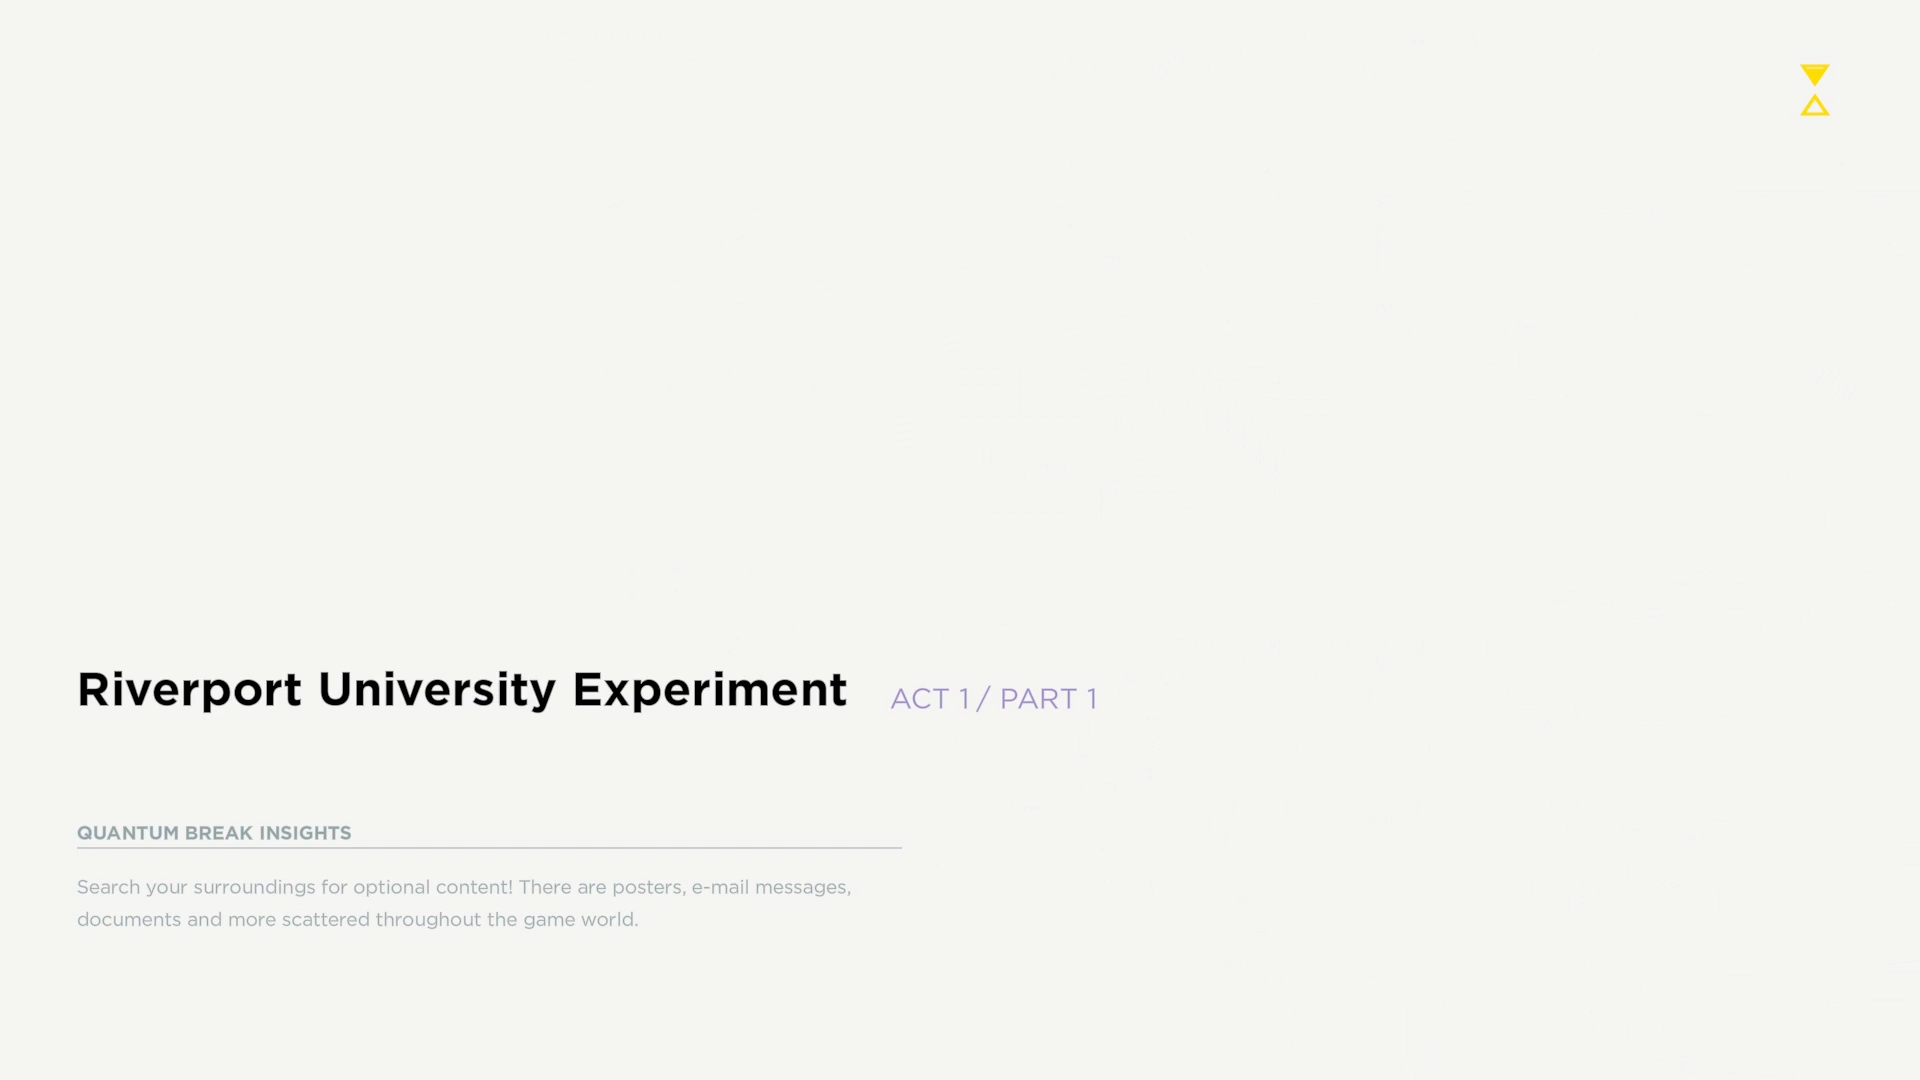 Riverport University Experiment ACT 1 / PART 1
QUANTUM BREAK INSIGHTS
Search your surroundings for optional content! There are posters, e-mail messages,
documents and more scattered throughout the game world.